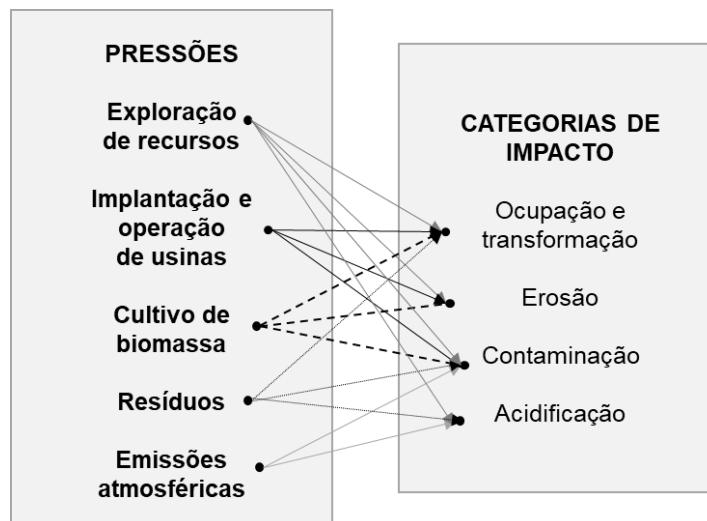 PRESSÕES
Exploração
de recursos
Implantação e
operação
de usinas
Cultivo de
biomassa
Resíduos
Emissões
atmosféricas
CATEGORIAS DE
IMPACTO
Ocupação e
transformação
Erosão
Contaminação
Acidificação